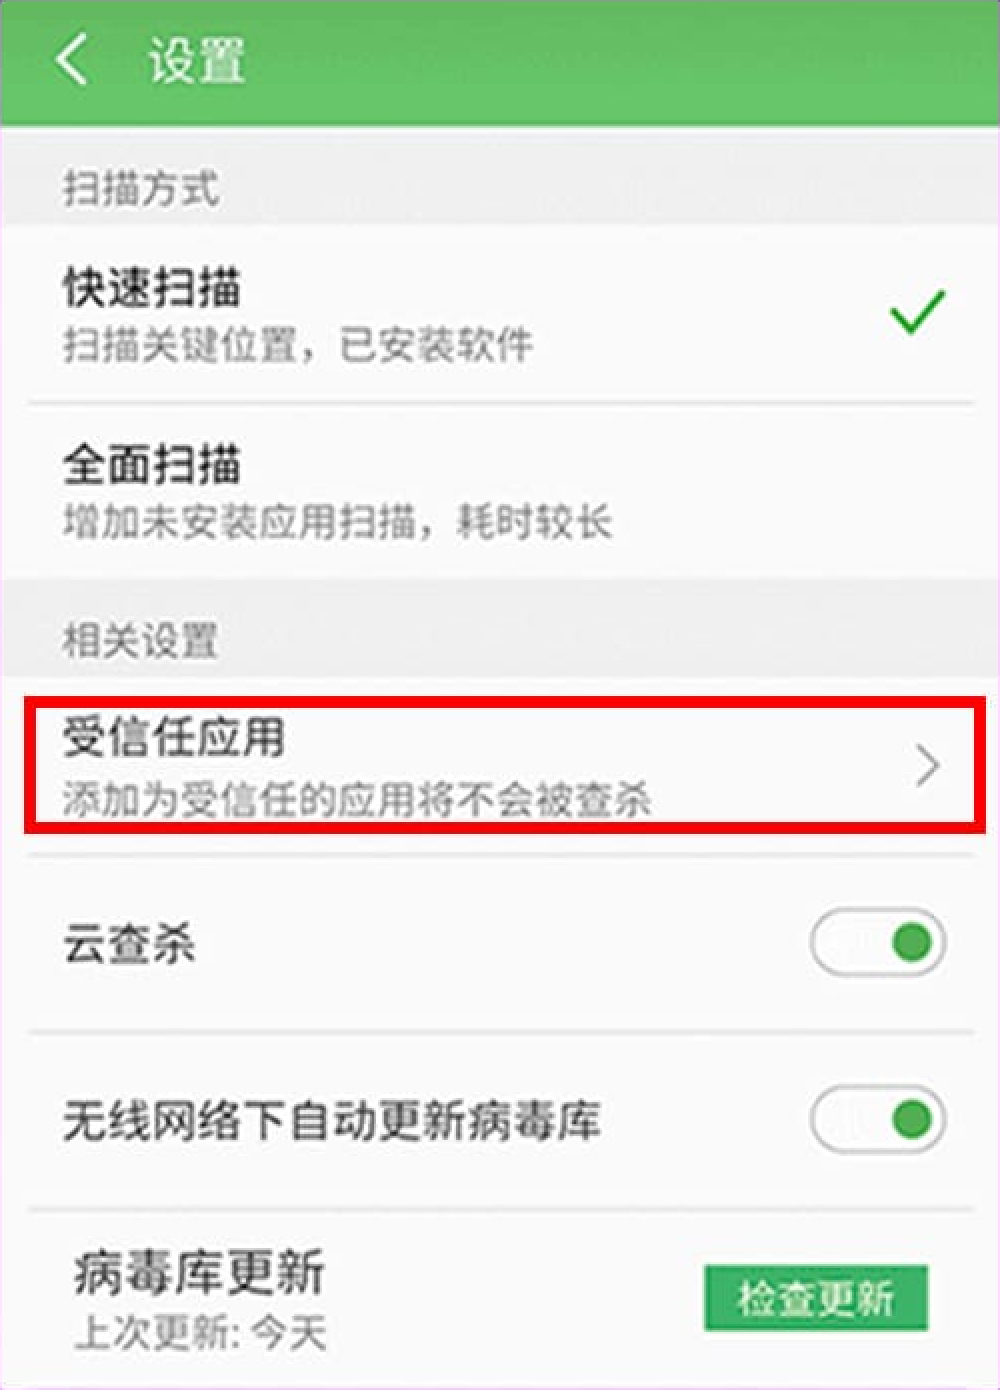 设置
扫描方式
快速扫描
扫描关键位置，已安装软件
全面扫描
增加未安装应用扫描，耗时较长
相关设置
受信任应用
添加为受信任的应用将不会被查杀
云查杀
无线网络下自动更新病毒库
病毒库更新
上次更新: 今天
检查更新